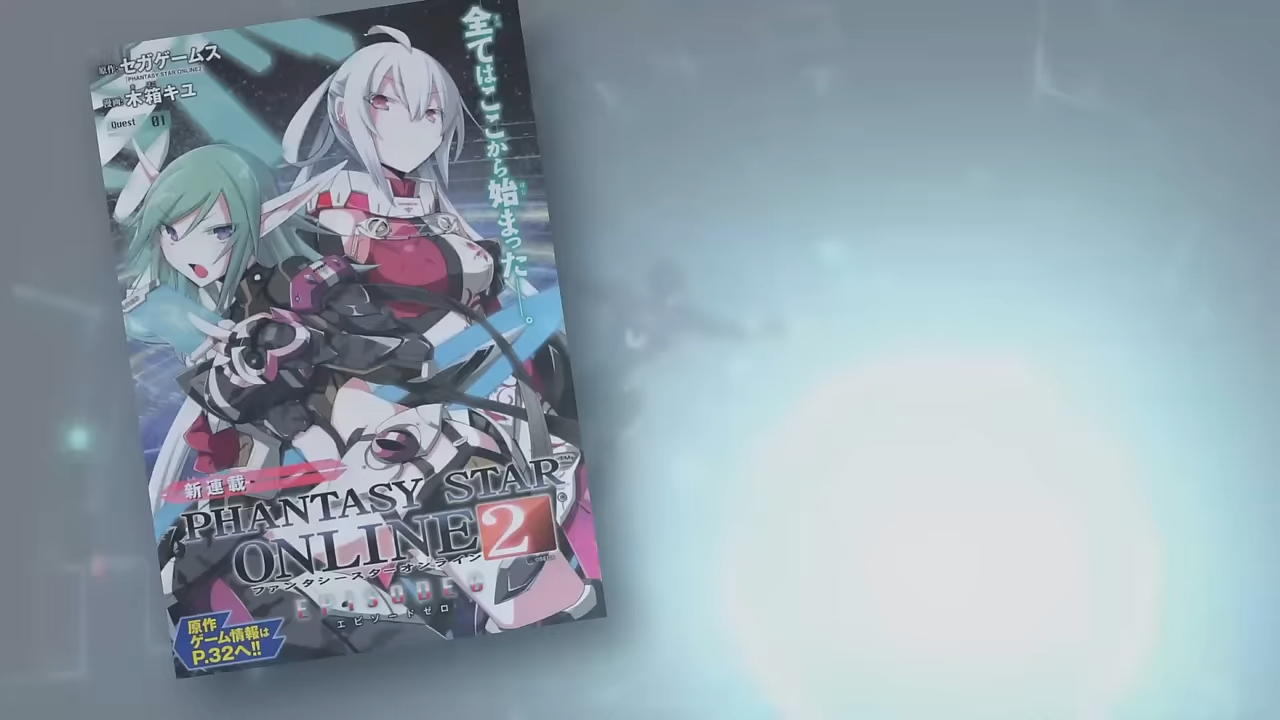 原作:セガゲームス
『PHANTASY STAR ONLINE2』
漫画:木箱キユ
Quest 01
全てはここから始まった――。
新連載
PHANTASY STAR
ONLINE 2
ファンタシースターオンライン
EPISODE 0
エピソードゼロ
原作
ゲーム情報は
P.32へ!!